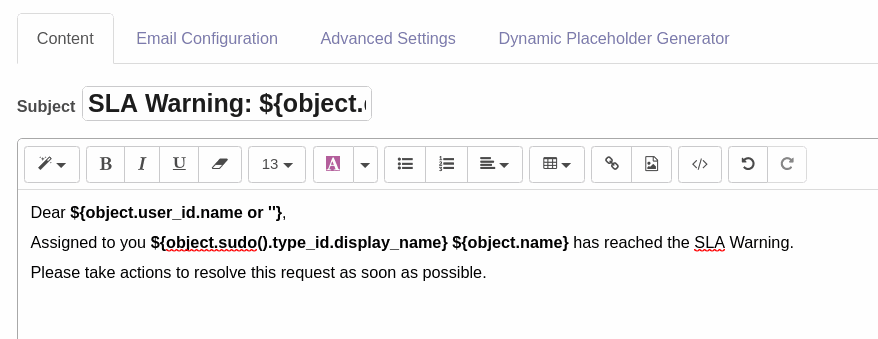 Content Email Configuration Advanced Settings Dynamic Placeholder Generator
Subject SLA Warning: ${object.
B I U 13 A
Dear ${object.user_id.name or ''},
Assigned to you ${object.sudo().type_id.display_name} ${object.name} has reached the SLA Warning.
Please take actions to resolve this request as soon as possible.